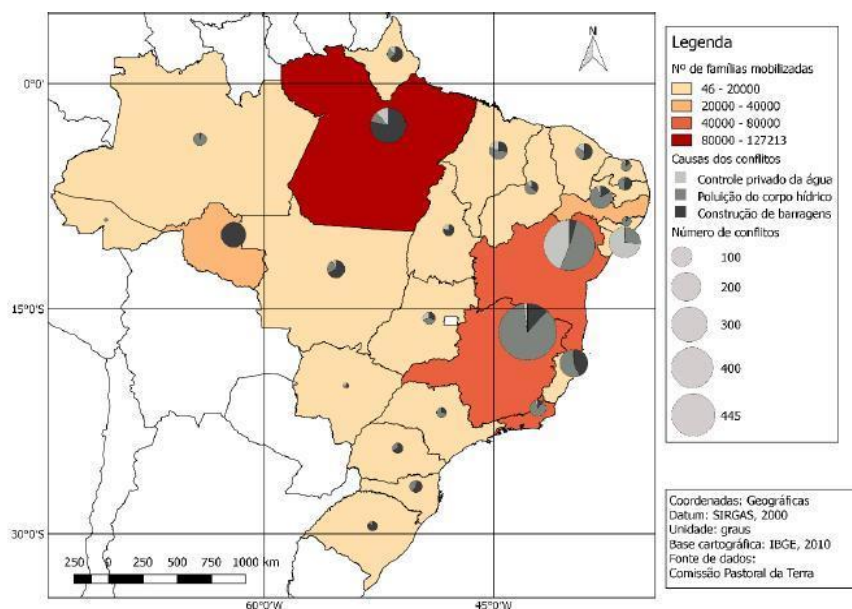 N
0°0'
15°0'S
30°0'S
60°0'W
45°0'W
250 0 250 500 750 1000 km
Legenda
Nº de famílias mobilizadas
46 - 20000
20000 - 40000
40000 - 80000
80000 - 127213
Causas dos conflitos
Controle privado da água
Poluição do corpo hídrico
Construção de barragens
Número de conflitos
100
200
300
400
445
Coordenadas: Geográficas
Datum: SIRGAS, 2000
Unidade: graus
Base cartográfica: IBGE, 2010
Fonte de dados:
Comissão Pastoral da Terra